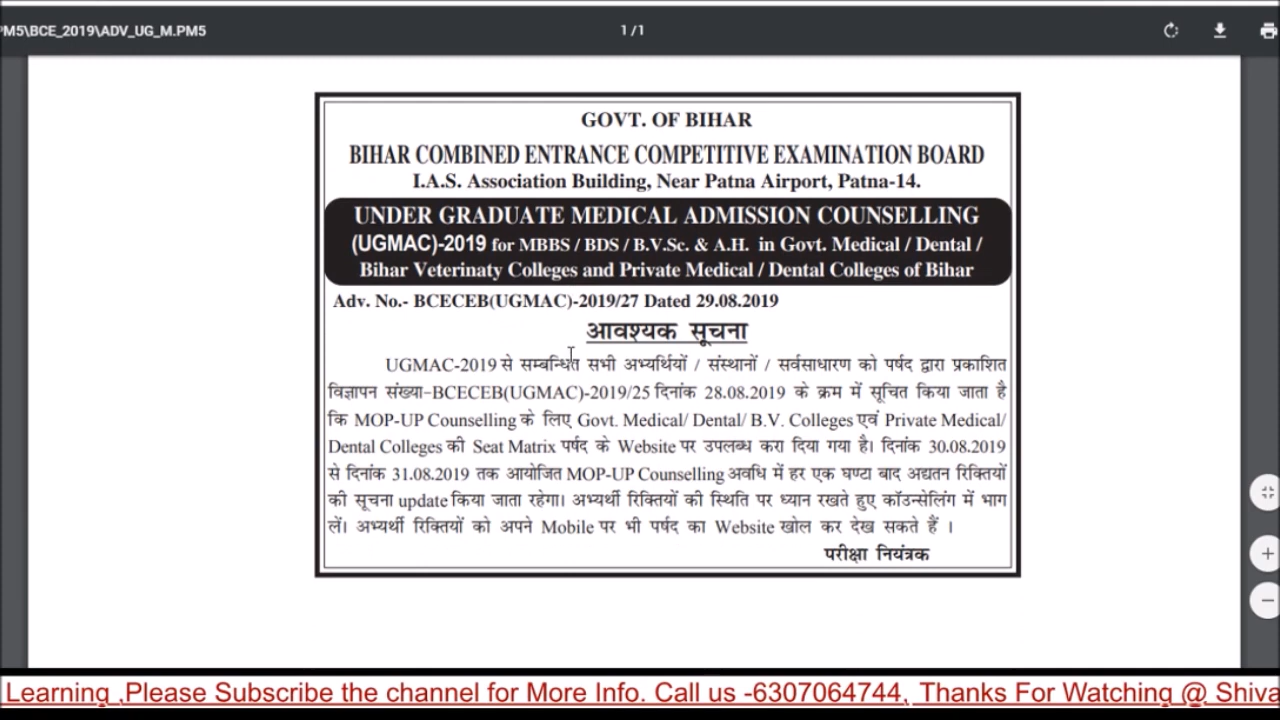 PM5\BCE_2019\ADV_UG_M.PM5
1 / 1
GOVT. OF BIHAR
BIHAR COMBINED ENTRANCE COMPETITIVE EXAMINATION BOARD
I.A.S. Association Building, Near Patna Airport, Patna-14.
UNDER GRADUATE MEDICAL ADMISSION COUNSELLING
(UGMAC)-2019 for MBBS / BDS / B.V.Sc. & A.H. in Govt. Medical / Dental /
Bihar Veterinaty Colleges and Private Medical / Dental Colleges of Bihar
Adv. No.- BCECEB(UGMAC)-2019/27 Dated 29.08.2019
आवश्यक सूचना
UGMAC-2019 से सम्बन्धित सभी अभ्यर्थियों / संस्थानों / सर्वसाधारण को पर्षद द्वारा प्रकाशित
विज्ञापन संख्या-BCECEB(UGMAC)-2019/25 दिनांक 28.08.2019 के क्रम में सूचित किया जाता है
कि MOP-UP Counselling के लिए Govt. Medical/ Dental/ B.V. Colleges एवं Private Medical/
Dental Colleges की Seat Matrix पर्षद के Website पर उपलब्ध करा दिया गया है। दिनांक 30.08.2019
से दिनांक 31.08.2019 तक आयोजित MOP-UP Counselling अवधि में हर एक घण्टा बाद अद्यतन रिक्तियों
की सूचना update किया जाता रहेगा। अभ्यर्थी रिक्तियों की स्थिति पर ध्यान रखते हुए कॉउन्सेलिंग में भाग
लें। अभ्यर्थी रिक्तियों को अपने Mobile पर भी पर्षद का Website खोल कर देख सकते हैं ।
परीक्षा नियंत्रक
Learning ,Please Subscribe the channel for More Info. Call us -6307064744, Thanks For Watching @ Shiva